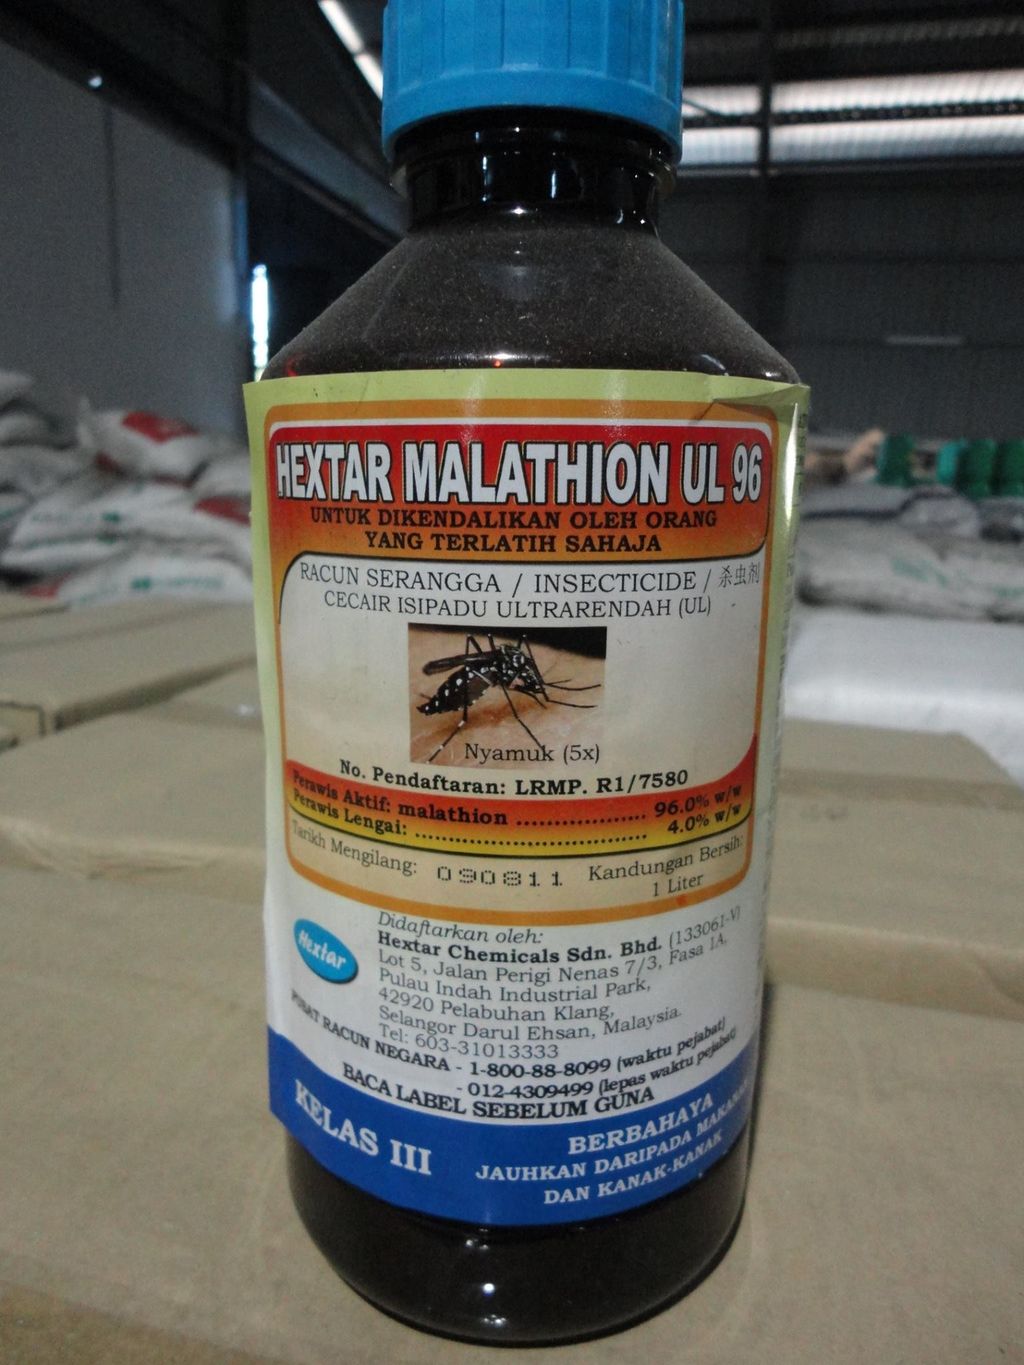 HEXTAR MALATHION UL 96
UNTUK DIKENDALIKAN OLEH ORANG
YANG TERLATIH SAHAJA
RACUN SERANGGA / INSECTICIDE / 杀虫剂
CECAIR ISIPADU ULTRARENDAH (UL)
Nyamuk (5x)
No. Pendaftaran: LRMP. R1/7580
Perawis Aktif: malathion .................. 96.0% w/w
Perawis Lengai: ................................ 4.0% w/w
Tarikh Mengilang: 090811 Kandungan Bersih:
1 Liter
Hextar
Didaftarkan oleh:
Hextar Chemicals Sdn. Bhd. (133061-V)
Lot 5, Jalan Perigi Nenas 7/3, Fasa 1A,
Pulau Indah Industrial Park,
42920 Pelabuhan Klang,
Selangor Darul Ehsan, Malaysia.
Tel: 603-31013333
PUSAT RACUN NEGARA - 1-800-88-8099 (waktu pejabat)
- 012-4309499 (lepas waktu pejabat)
BACA LABEL SEBELUM GUNA
KELAS III
BERBAHAYA
JAUHKAN DARIPADA MAKANAN
DAN KANAK-KANAK